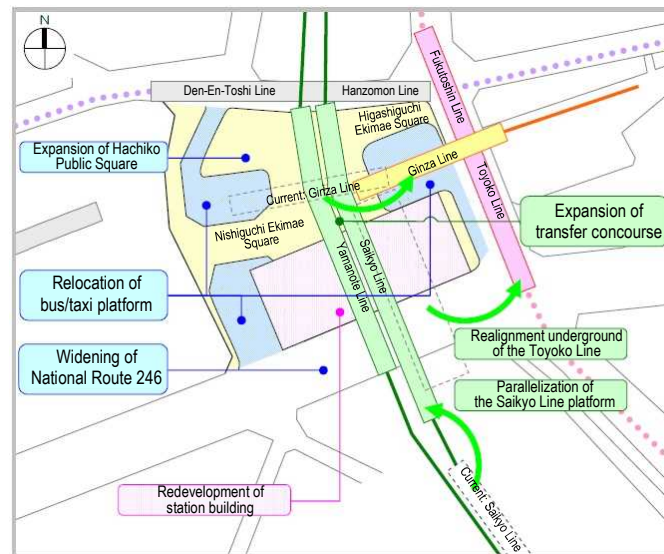 N
Den-En-Toshi Line
Hanzomon Line
Fukutoshin Line
Higashiguchi
Ekimae Square
Expansion of Hachiko
Public Square
Ginza Line
Toyoko Line
Current: Ginza Line
Nishiguchi Ekimae
Square
Expansion of
transfer concourse
Yamanote Line
Saikyo Line
Relocation of
bus/taxi platform
Realignment underground
of the Toyoko Line
Widening of
National Route 246
Parallelization of
the Saikyo Line platform
Current: Saikyo Line
Redevelopment of
station building